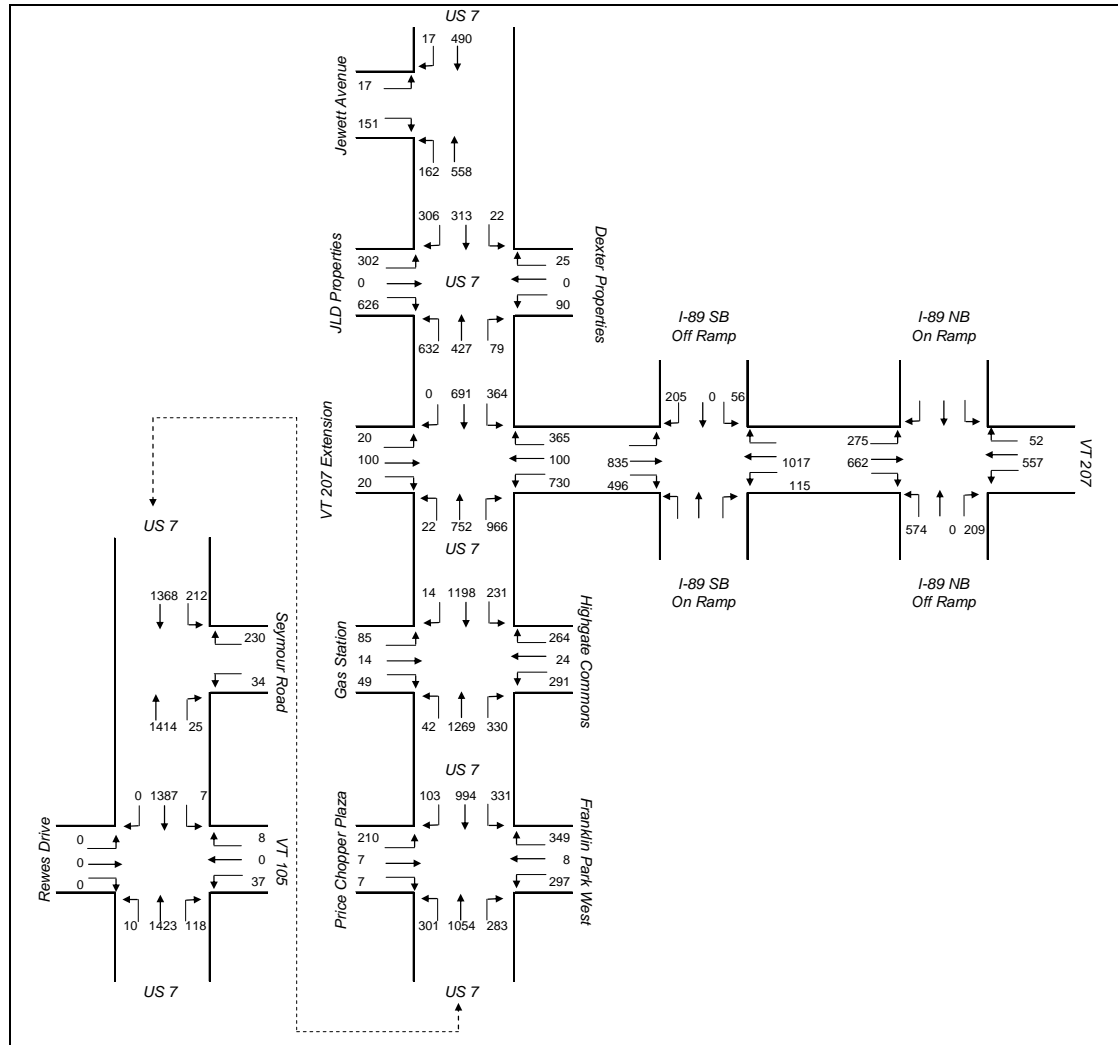 US 7
17 490
Jewett Avenue
17
151
162 558
306 313 22
JLD Properties
302
0
626
US 7
Dexter Properties
25
0
90
632 427 79
I-89 SB
Off Ramp
I-89 NB
On Ramp
0 691 364
205 0 56
VT 207 Extension
20
100
20
365
100
730
835
496
1017
115
275
662
52
557
VT 207
22 752 966
574 0 209
US 7
I-89 SB
On Ramp
I-89 NB
Off Ramp
14 1198 231
Gas Station
85
14
49
264
24
291
Highgate Commons
42 1269 330
US 7
103 994 331
Price Chopper Plaza
210
7
7
349
8
297
Franklin Park West
301 1054 283
US 7
US 7
1368 212
230
34
Seymour Road
1414 25
0 1387 7
Rewes Drive
0
0
0
8
0
37
VT 105
10 1423 118
US 7